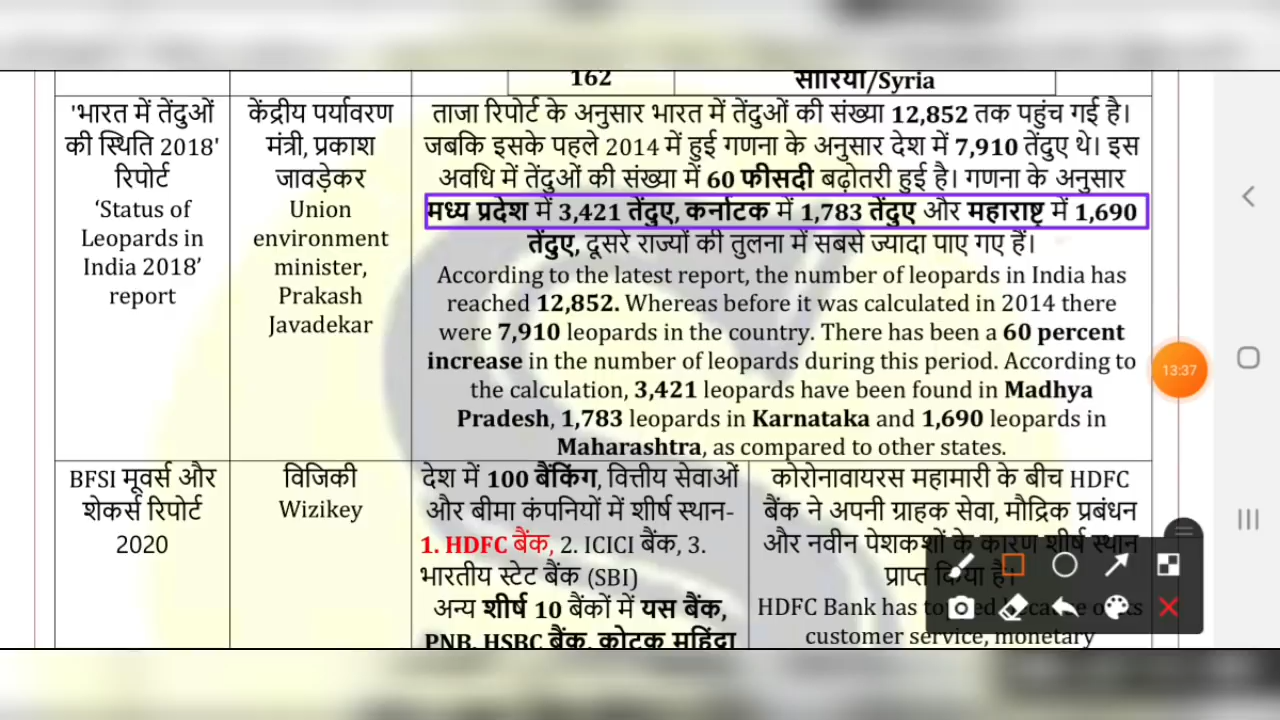 162
सीरिया/Syria
'भारत में तेंदुओं
की स्थिति 2018'
रिपोर्ट
‘Status of
Leopards in
India 2018’
report
केंद्रीय पर्यावरण
मंत्री, प्रकाश
जावड़ेकर
Union
environment
minister,
Prakash
Javadekar
ताजा रिपोर्ट के अनुसार भारत में तेंदुओं की संख्या 12,852 तक पहुंच गई है।
जबकि इसके पहले 2014 में हुई गणना के अनुसार देश में 7,910 तेंदुए थे। इस
अवधि में तेंदुओं की संख्या में 60 फीसदी बढ़ोतरी हुई है। गणना के अनुसार
मध्य प्रदेश में 3,421 तेंदुए, कर्नाटक में 1,783 तेंदुए और महाराष्ट्र में 1,690
तेंदुए, दूसरे राज्यों की तुलना में सबसे ज्यादा पाए गए हैं।
According to the latest report, the number of leopards in India has
reached 12,852. Whereas before it was calculated in 2014 there
were 7,910 leopards in the country. There has been a 60 percent
increase in the number of leopards during this period. According to
the calculation, 3,421 leopards have been found in Madhya
Pradesh, 1,783 leopards in Karnataka and 1,690 leopards in
Maharashtra, as compared to other states.
BFSI मूवर्स और
शेकर्स रिपोर्ट
2020
विजिकी
Wizikey
देश में 100 बैंकिंग, वित्तीय सेवाओं
और बीमा कंपनियों में शीर्ष स्थान-
1. HDFC बैंक, 2. ICICI बैंक, 3.
भारतीय स्टेट बैंक (SBI)
अन्य शीर्ष 10 बैंकों में यस बैंक,
PNB, HSBC बैंक, कोटक महिंद्रा
कोरोनावायरस महामारी के बीच HDFC
बैंक ने अपनी ग्राहक सेवा, मौद्रिक प्रबंधन
और नवीन पेशकशों के कारण शीर्ष स्थान
प्राप्त किया है।
HDFC Bank has topped because of its
customer service, monetary
13:37